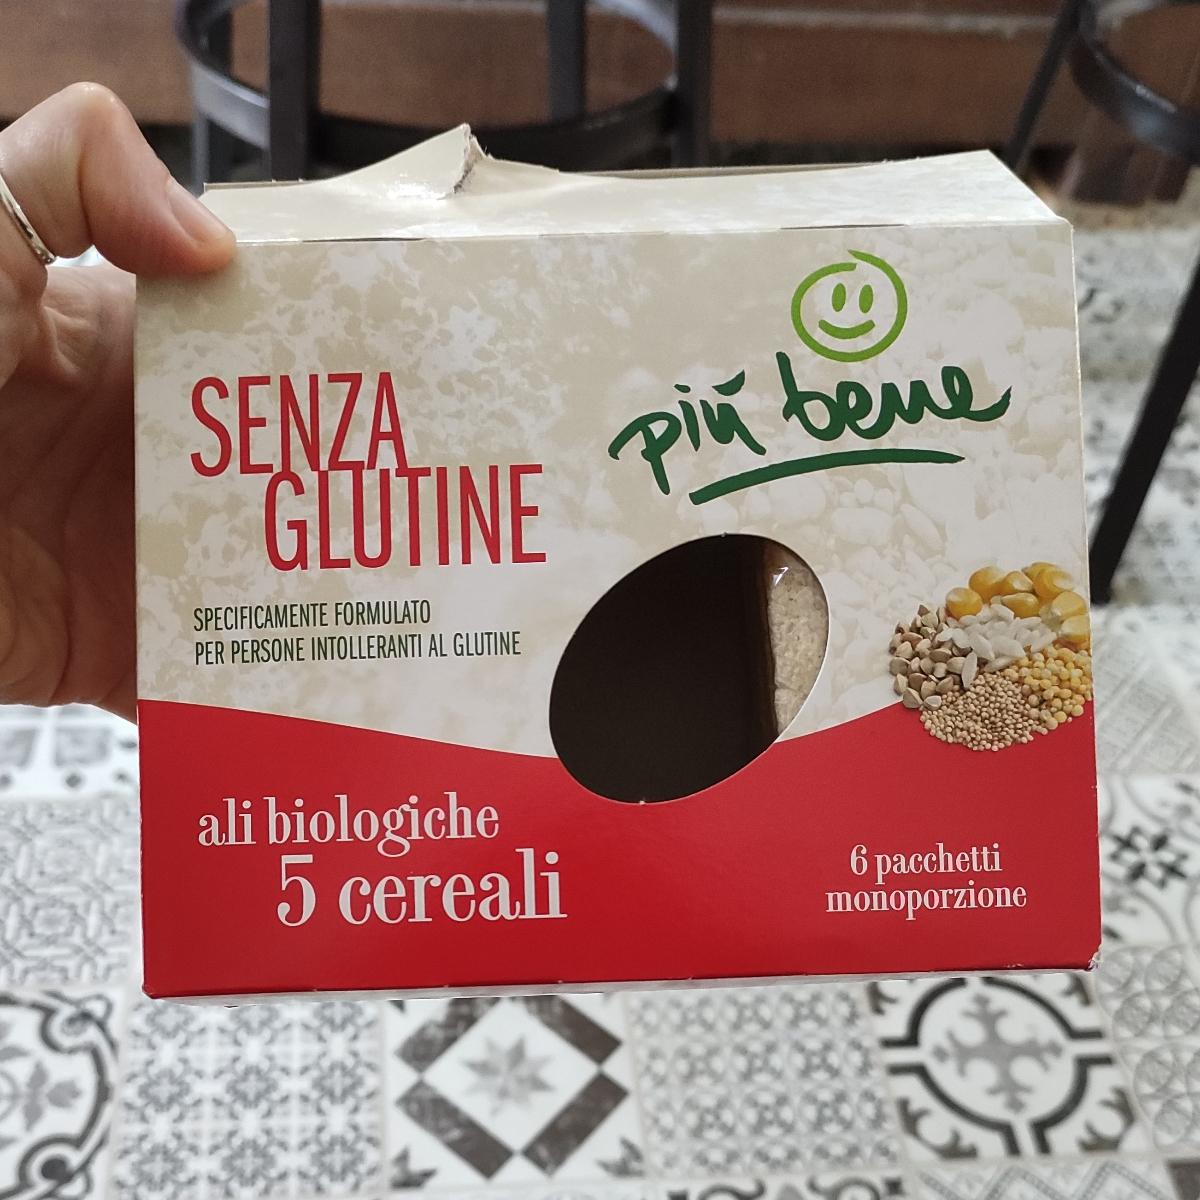 SENZA
GLUTINE
più bene
SPECIFICAMENTE FORMULATO
PER PERSONE INTOLLERANTI AL GLUTINE
ali biologiche
5 cereali
6 pacchetti
monoporzione